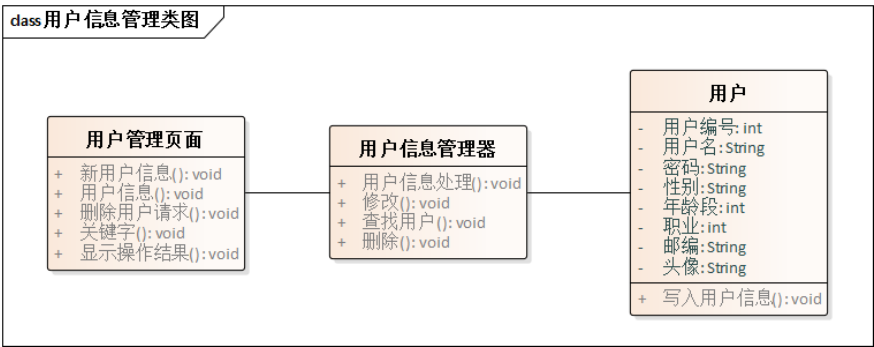 class 用户信息管理类图
用户管理页面
+ 新用户信息(): void
+ 用户信息(): void
+ 删除用户请求(): void
+ 关键字(): void
+ 显示操作结果(): void
用户信息管理器
+ 用户信息处理(): void
+ 修改(): void
+ 查找用户(): void
+ 删除(): void
用户
- 用户编号: int
- 用户名: String
- 密码: String
- 性别: String
- 年龄段: int
- 职业: int
- 邮编: String
- 头像: String
+ 写入用户信息(): void